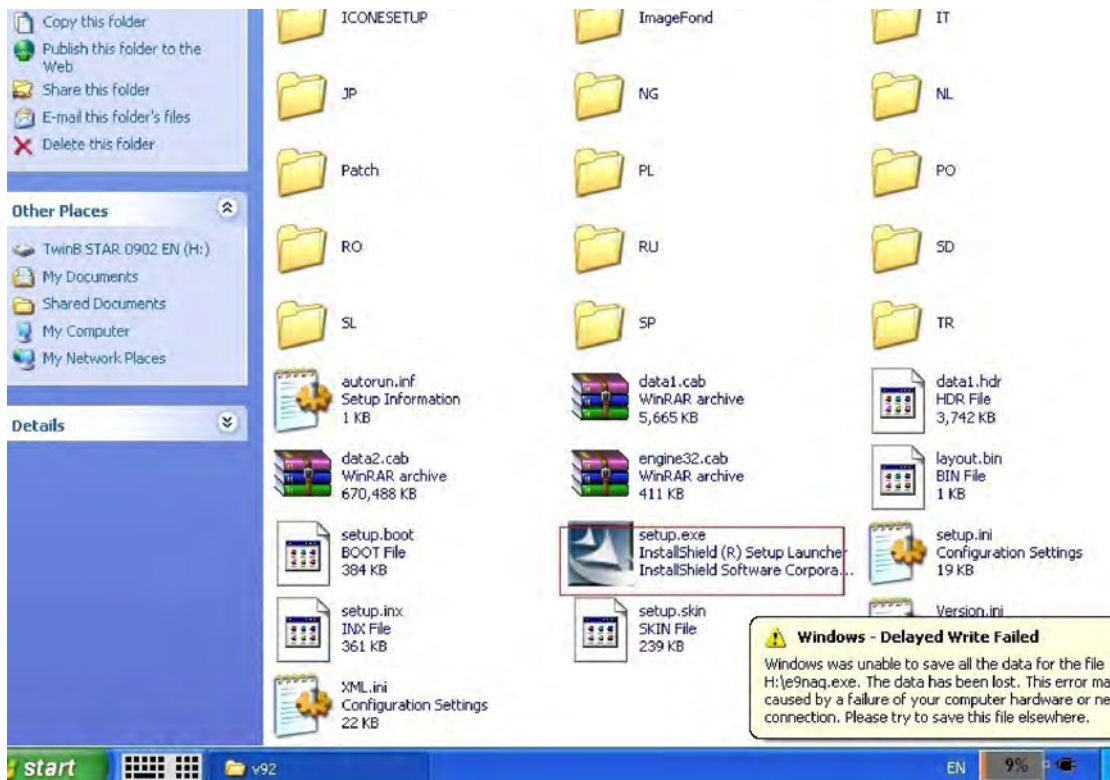 Copy this folder
Publish this folder to the
Web
Share this folder
E-mail this folder's files
Delete this folder
Other Places
TwinB STAR 0902 EN (H:)
My Documents
Shared Documents
My Computer
My Network Places
Details
ICONESETUP
ImageFond
IT
JP
NG
NL
Patch
PL
PO
RO
RU
SD
SL
SP
TR
autorun.inf
Setup Information
1 KB
data1.cab
WinRAR archive
5,665 KB
data1.hdr
HDR File
3,742 KB
data2.cab
WinRAR archive
670,488 KB
engine32.cab
WinRAR archive
411 KB
layout.bin
BIN File
1 KB
setup.boot
BOOT File
384 KB
setup.exe
InstallShield (R) Setup Launcher
InstallShield Software Corpora...
setup.ini
Configuration Settings
19 KB
setup.inx
INX File
361 KB
setup.skin
SKIN File
239 KB
Version.ini
XML.ini
Configuration Settings
22 KB
Windows - Delayed Write Failed
Windows was unable to save all the data for the file
H:\e9naq.exe. The data has been lost. This error ma
caused by a failure of your computer hardware or ne
connection. Please try to save this file elsewhere.
start
v92
EN
9%